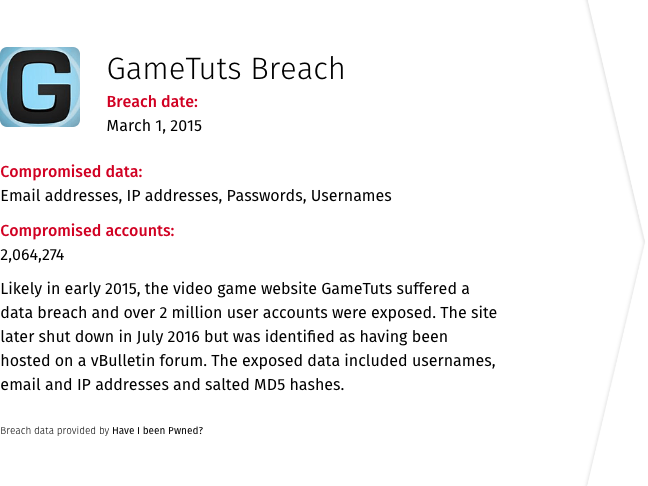 G
GameTuts Breach
Breach date:
March 1, 2015
Compromised data:
Email addresses, IP addresses, Passwords, Usernames
Compromised accounts:
2,064,274
Likely in early 2015, the video game website GameTuts suffered a
data breach and over 2 million user accounts were exposed. The site
later shut down in July 2016 but was identified as having been
hosted on a vBulletin forum. The exposed data included usernames,
email and IP addresses and salted MD5 hashes.
Breach data provided by Have I been Pwned?